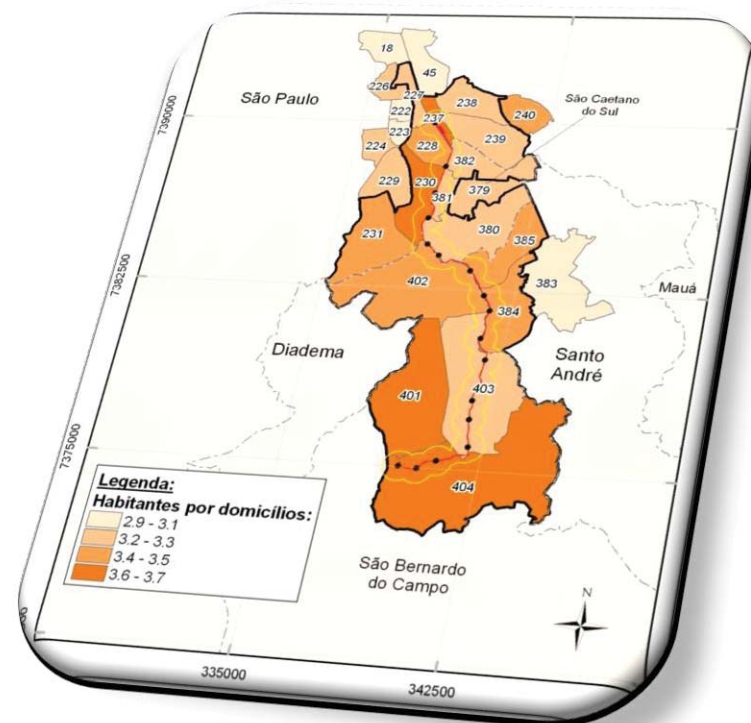 18
45
226
227
São Paulo
222
237
238
São Caetano
do Sul
240
223
228
239
224
382
7390000
229
230
379
381
231
380
385
402
383
7382500
Mauá
384
Diadema
Santo
André
401
403
7375000
404
Legenda:
Habitantes por domicílios:
2.9 - 3.1
3.2 - 3.3
3.4 - 3.5
3.6 - 3.7
São Bernardo
do Campo
N
335000
342500